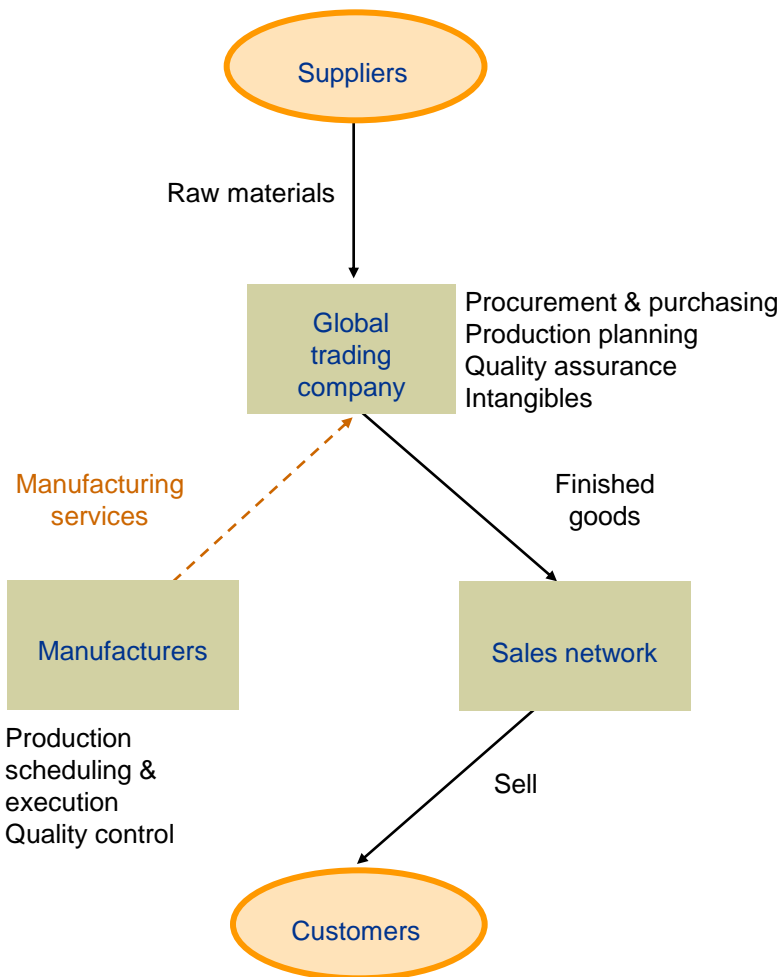 Suppliers
Raw materials
Global
trading
company
Procurement & purchasing
Production planning
Quality assurance
Intangibles
Manufacturing
services
Finished
goods
Manufacturers
Sales network
Production
scheduling &
execution
Quality control
Sell
Customers